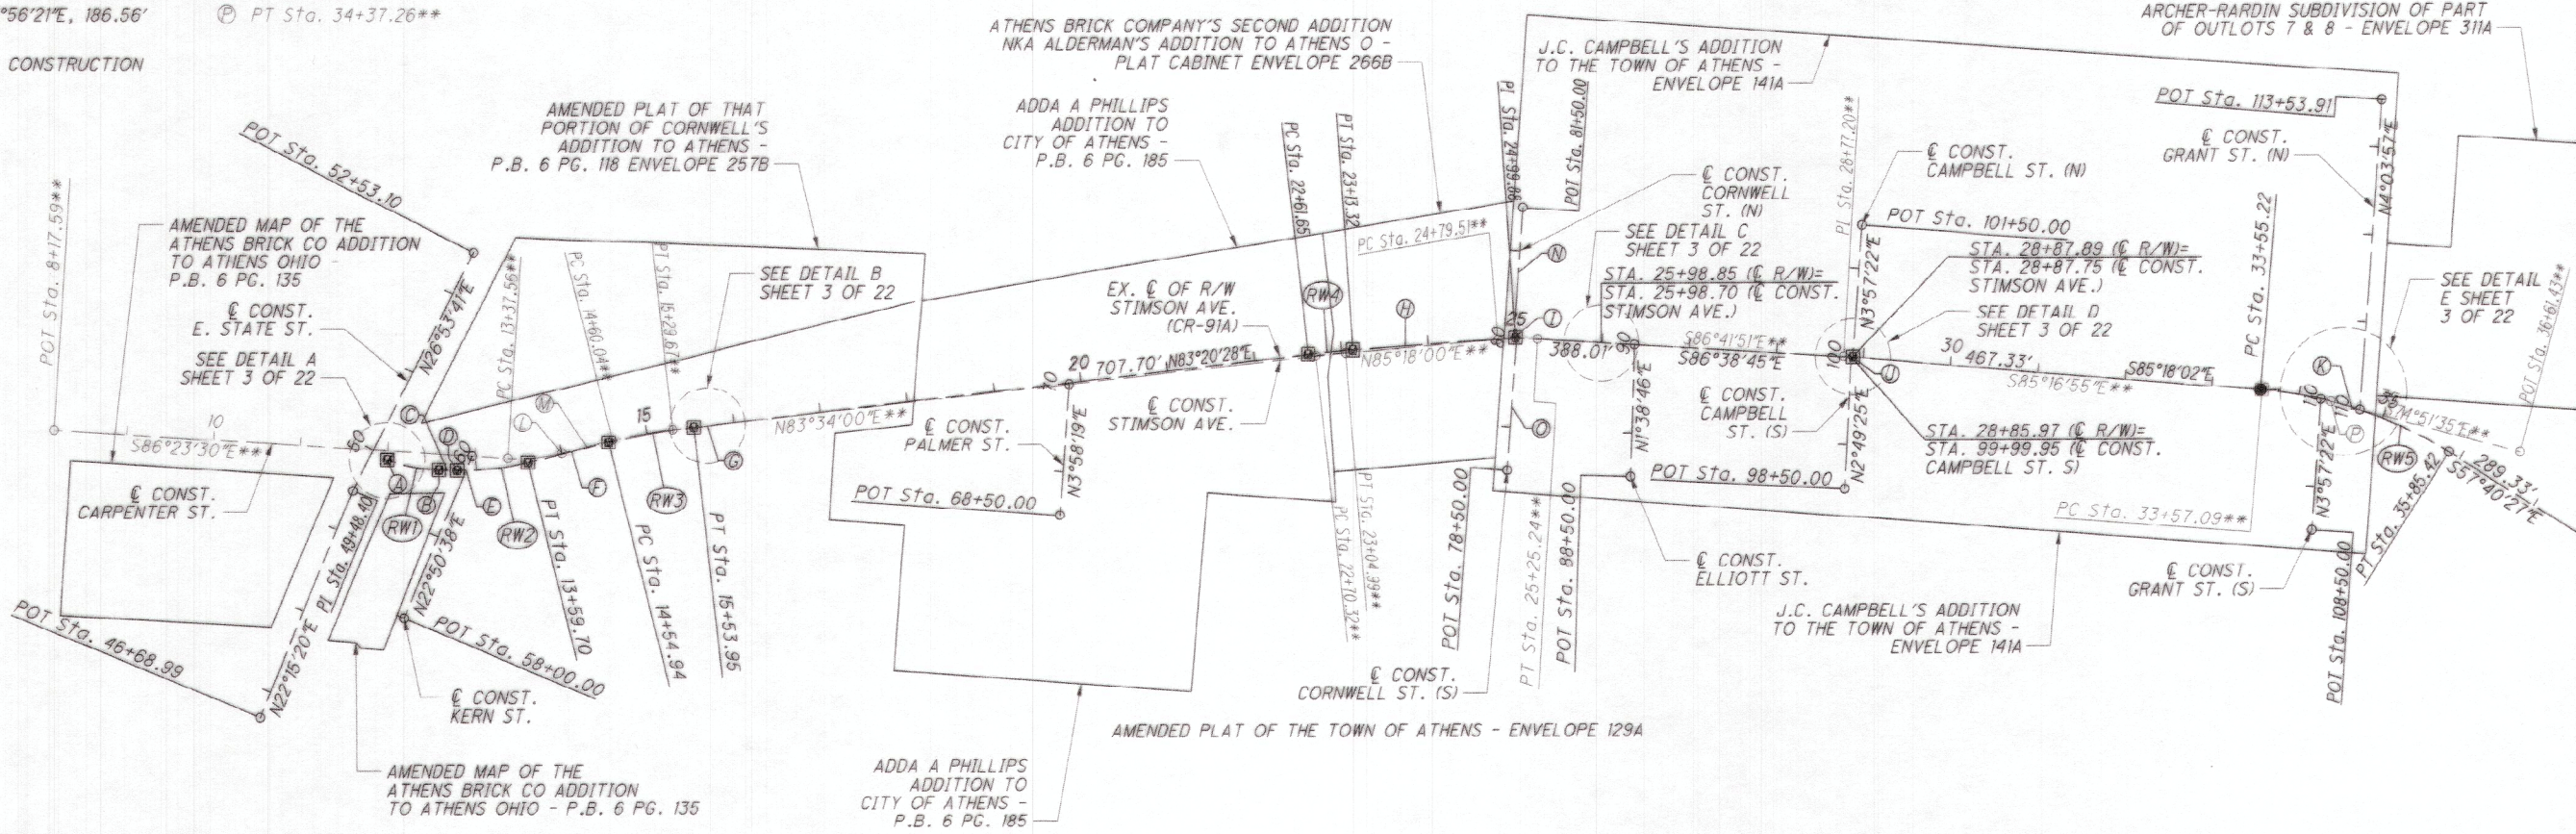 °56'21"E, 186.56'
Ⓟ PT Sta. 34+37.26**
CONSTRUCTION
POT Sta. 52+53.10
AMENDED PLAT OF THAT
PORTION OF CORNWELL'S
ADDITION TO ATHENS -
P.B. 6 PG. 118 ENVELOPE 257B
ATHENS BRICK COMPANY'S SECOND ADDITION
NKA ALDERMAN'S ADDITION TO ATHENS O -
PLAT CABINET ENVELOPE 266B
ADDA A PHILLIPS
ADDITION TO
CITY OF ATHENS -
P.B. 6 PG. 185
J.C. CAMPBELL'S ADDITION
TO THE TOWN OF ATHENS -
ENVELOPE 141A
ARCHER-RARDIN SUBDIVISION OF PART
OF OUTLOTS 7 & 8 - ENVELOPE 311A
POT Sta. 113+53.91
℄ CONST.
GRANT ST. (N)
N4°03'57"E
POT Sta. 8+17.59**
AMENDED MAP OF THE
ATHENS BRICK CO ADDITION
TO ATHENS OHIO -
P.B. 6 PG. 135
℄ CONST.
E. STATE ST.
SEE DETAIL A
SHEET 3 OF 22
N26°53'41"E
PC Sta. 13+37.56**
PC Sta. 14+60.04**
PT Sta. 15+29.67**
SEE DETAIL B
SHEET 3 OF 22
PC Sta. 22+61.65
PT Sta. 23+13.32
PC Sta. 24+79.51**
PI Sta. 24+99.88
POT Sta. 81+50.00
℄ CONST.
CORNWELL
ST. (N)
SEE DETAIL C
SHEET 3 OF 22
STA. 25+98.85 (℄ R/W)=
STA. 25+98.70 (℄ CONST.
STIMSON AVE.)
PI Sta. 28+77.20**
℄ CONST.
CAMPBELL ST. (N)
POT Sta. 101+50.00
N3°57'22"E
STA. 28+87.89 (℄ R/W)=
STA. 28+87.75 (℄ CONST.
STIMSON AVE.)
SEE DETAIL D
SHEET 3 OF 22
PC Sta. 33+55.22
SEE DETAIL
E SHEET
3 OF 22
POT Sta. 36+61.43**
EX. ℄ OF R/W
STIMSON AVE.
(CR-91A)
RW4
H
N
I
10
S86°23'30"E**
50
C
D
60
L
M
15
N83°34'00"E**
70
20
707.70'
N83°20'28"E
N85°18'00"E**
80
25
388.01'
90
S86°41'51"E**
S86°38'45"E
100
J
30
467.33'
S85°16'55"E**
S85°18'02"E
110
110
K
35
S74°51'35"E**
P
RW5
289.33'
S57°40'27"E
℄ CONST.
CARPENTER ST.
A
B
RW1
E
RW2
F
RW3
G
℄ CONST.
PALMER ST.
N3°58'19"E
℄ CONST.
STIMSON AVE.
O
N1°38'46"E
℄ CONST.
CAMPBELL
ST. (S)
N2°49'25"E
STA. 28+85.97 (℄ R/W)=
STA. 99+99.95 (℄ CONST.
CAMPBELL ST. S)
POT Sta. 98+50.00
PC Sta. 33+57.09**
N3°57'22"E
PT Sta. 35+85.42
PI Sta. 49+48.40
N22°50'38"E
N22°15'20"E
POT Sta. 46+68.99
POT Sta. 58+00.00
PT Sta. 13+59.70
PC Sta. 14+54.94
PT Sta. 15+53.95
POT Sta. 68+50.00
PT Sta. 23+04.99**
PC Sta. 22+70.32**
POT Sta. 78+50.00
PT Sta. 25+25.24**
POT Sta. 88+50.00
℄ CONST.
ELLIOTT ST.
℄ CONST.
GRANT ST. (S)
POT Sta. 108+50.00
J.C. CAMPBELL'S ADDITION
TO THE TOWN OF ATHENS -
ENVELOPE 141A
℄ CONST.
KERN ST.
℄ CONST.
CORNWELL ST. (S)
AMENDED PLAT OF THE TOWN OF ATHENS - ENVELOPE 129A
AMENDED MAP OF THE
ATHENS BRICK CO ADDITION
TO ATHENS OHIO - P.B. 6 PG. 135
ADDA A PHILLIPS
ADDITION TO
CITY OF ATHENS -
P.B. 6 PG. 185